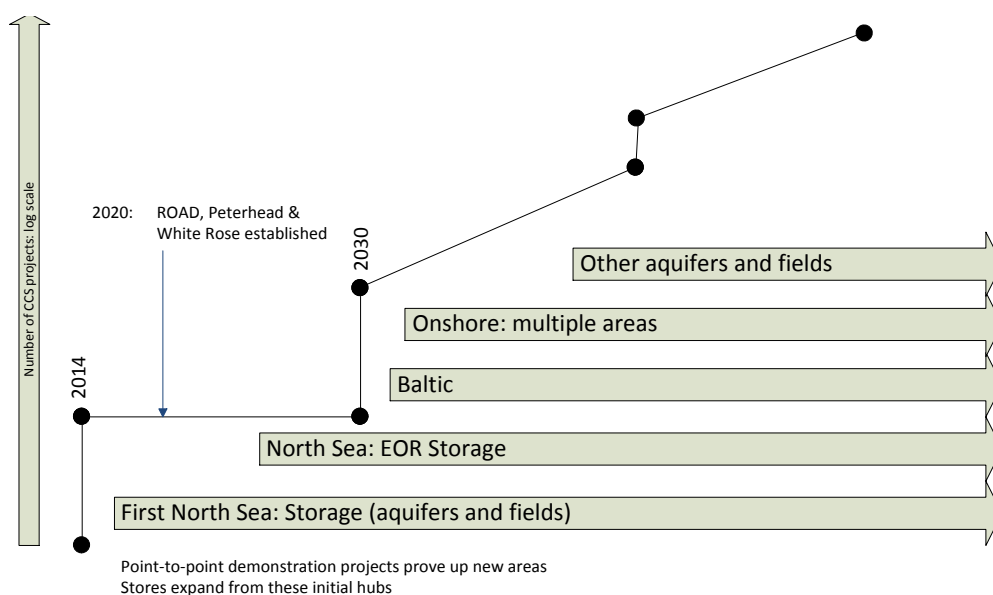 Number of CCS projects: log scale
2020: ROAD, Peterhead &
White Rose established
2030
2014
Other aquifers and fields
Onshore: multiple areas
Baltic
North Sea: EOR Storage
First North Sea: Storage (aquifers and fields)
Point-to-point demonstration projects prove up new areas
Stores expand from these initial hubs